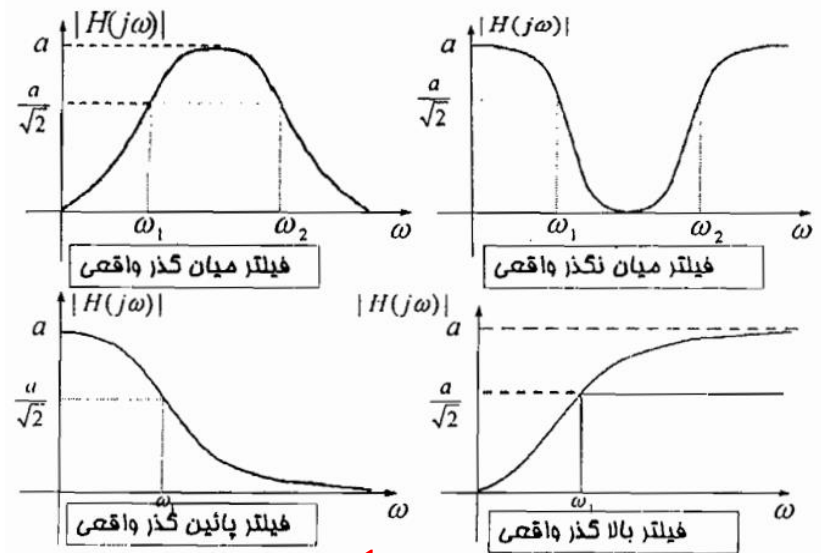 |H(jω)|
a
a/√2
ω₁
ω₂
ω
فیلتر میان گذر واقعی
|H(jω)|
a
a/√2
ω₁
ω₂
ω
فیلتر میان نگذر واقعی
|H(jω)|
a
a/√2
ω
فیلتر پائین گذر واقعی
|H(jω)|
a
a/√2
ω₁
ω
فیلتر بالا گذر واقعی